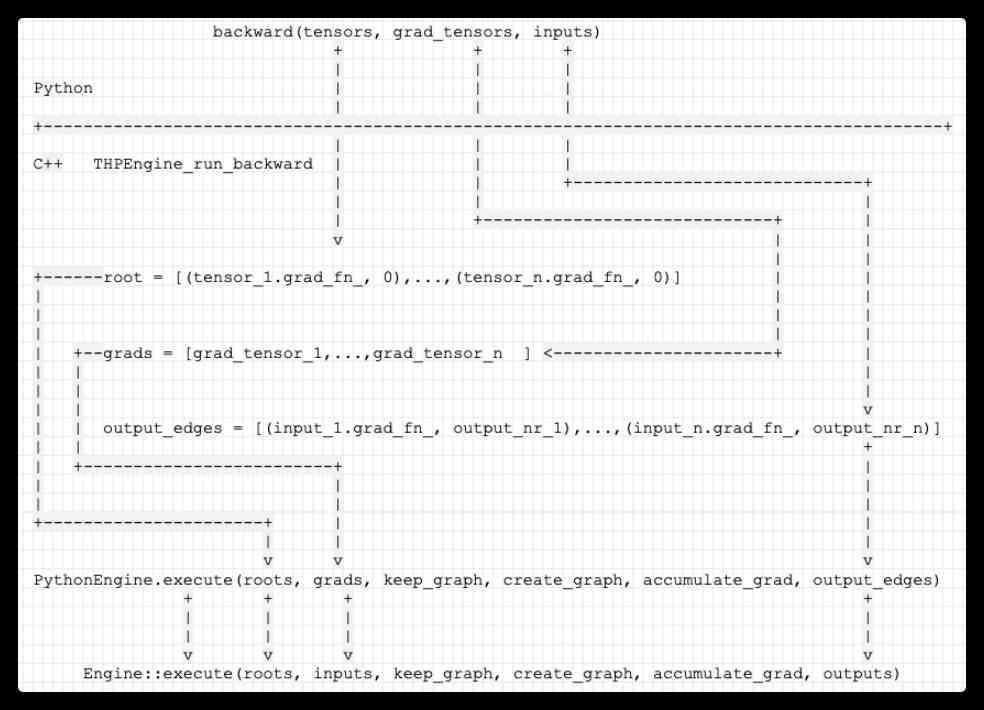 backward(tensors, grad_tensors, inputs)
Python
C++ THPEngine_run_backward
root = [(tensor_1.grad_fn_, 0),...,(tensor_n.grad_fn_, 0)]
grads = [grad_tensor_1,...,grad_tensor_n ]
output_edges = [(input_1.grad_fn_, output_nr_1),...,(input_n.grad_fn_, output_nr_n)]
PythonEngine.execute(roots, grads, keep_graph, create_graph, accumulate_grad, output_edges)
Engine::execute(roots, inputs, keep_graph, create_graph, accumulate_grad, outputs)